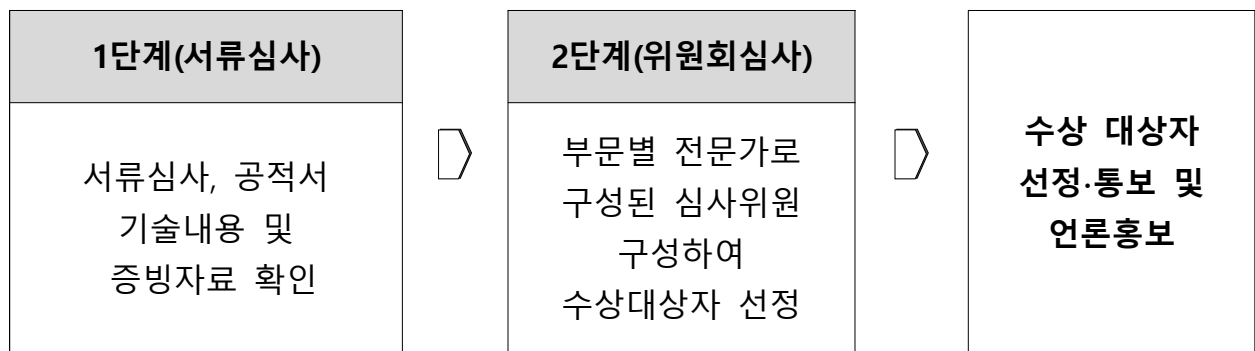 1단계(서류심사)
서류심사, 공적서
기술내용 및
증빙자료 확인
2단계(위원회심사)
부문별 전문가로
구성된 심사위원
구성하여
수상대상자 선정
수상 대상자
선정·통보 및
언론홍보